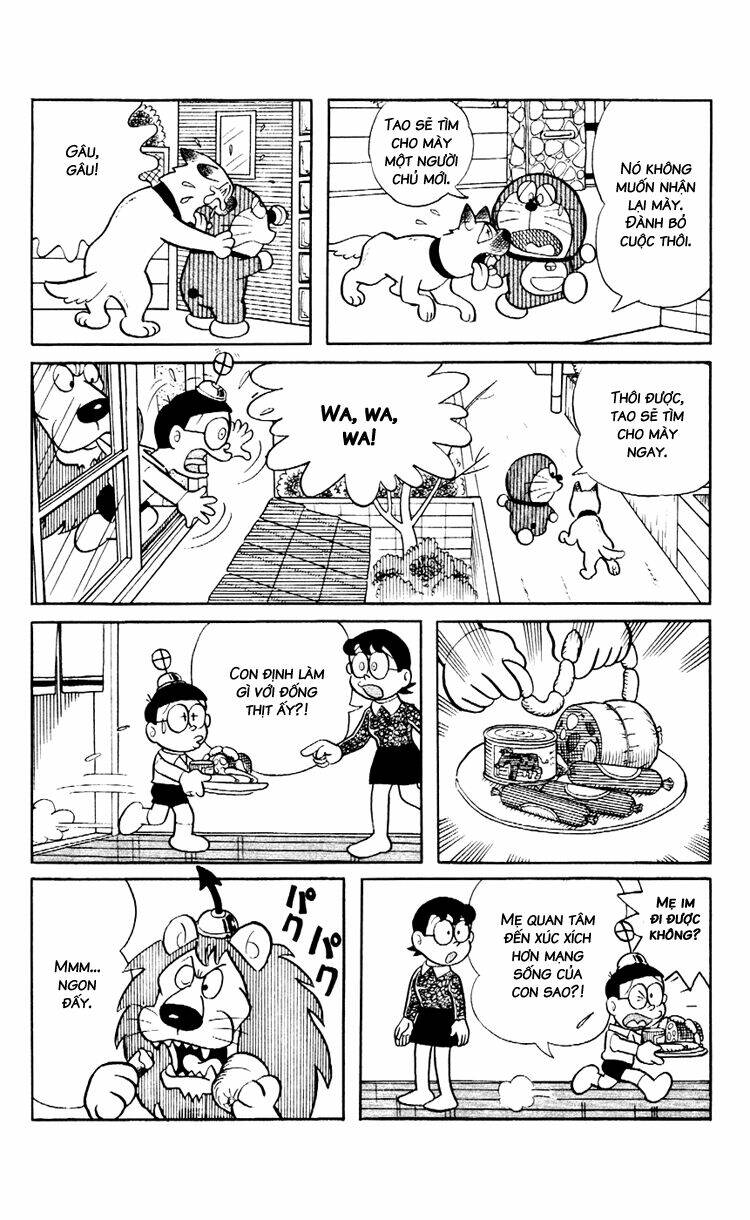 NÓ KHÔNG
MUỐN NHẬN
LẠI MÀY.
ĐÀNH BỎ
CUỘC THÔI.
TAO SẼ TÌM
CHO MÀY
MỘT NGƯỜI
CHỦ MỚI.
GÂU,
GÂU!
THÔI ĐƯỢC,
TAO SẼ TÌM
CHO MÀY
NGAY.
WA, WA,
WA!
CON ĐỊNH LÀM
GÌ VỚI ĐỐNG
THỊT ẤY?!
MẸ IM
ĐI ĐƯỢC
KHÔNG?
MẸ QUAN TÂM
ĐẾN XÚC XÍCH
HƠN MẠNG
SỐNG CỦA
CON SAO?!
パク
パク
MMM...
NGON
ĐẤY.